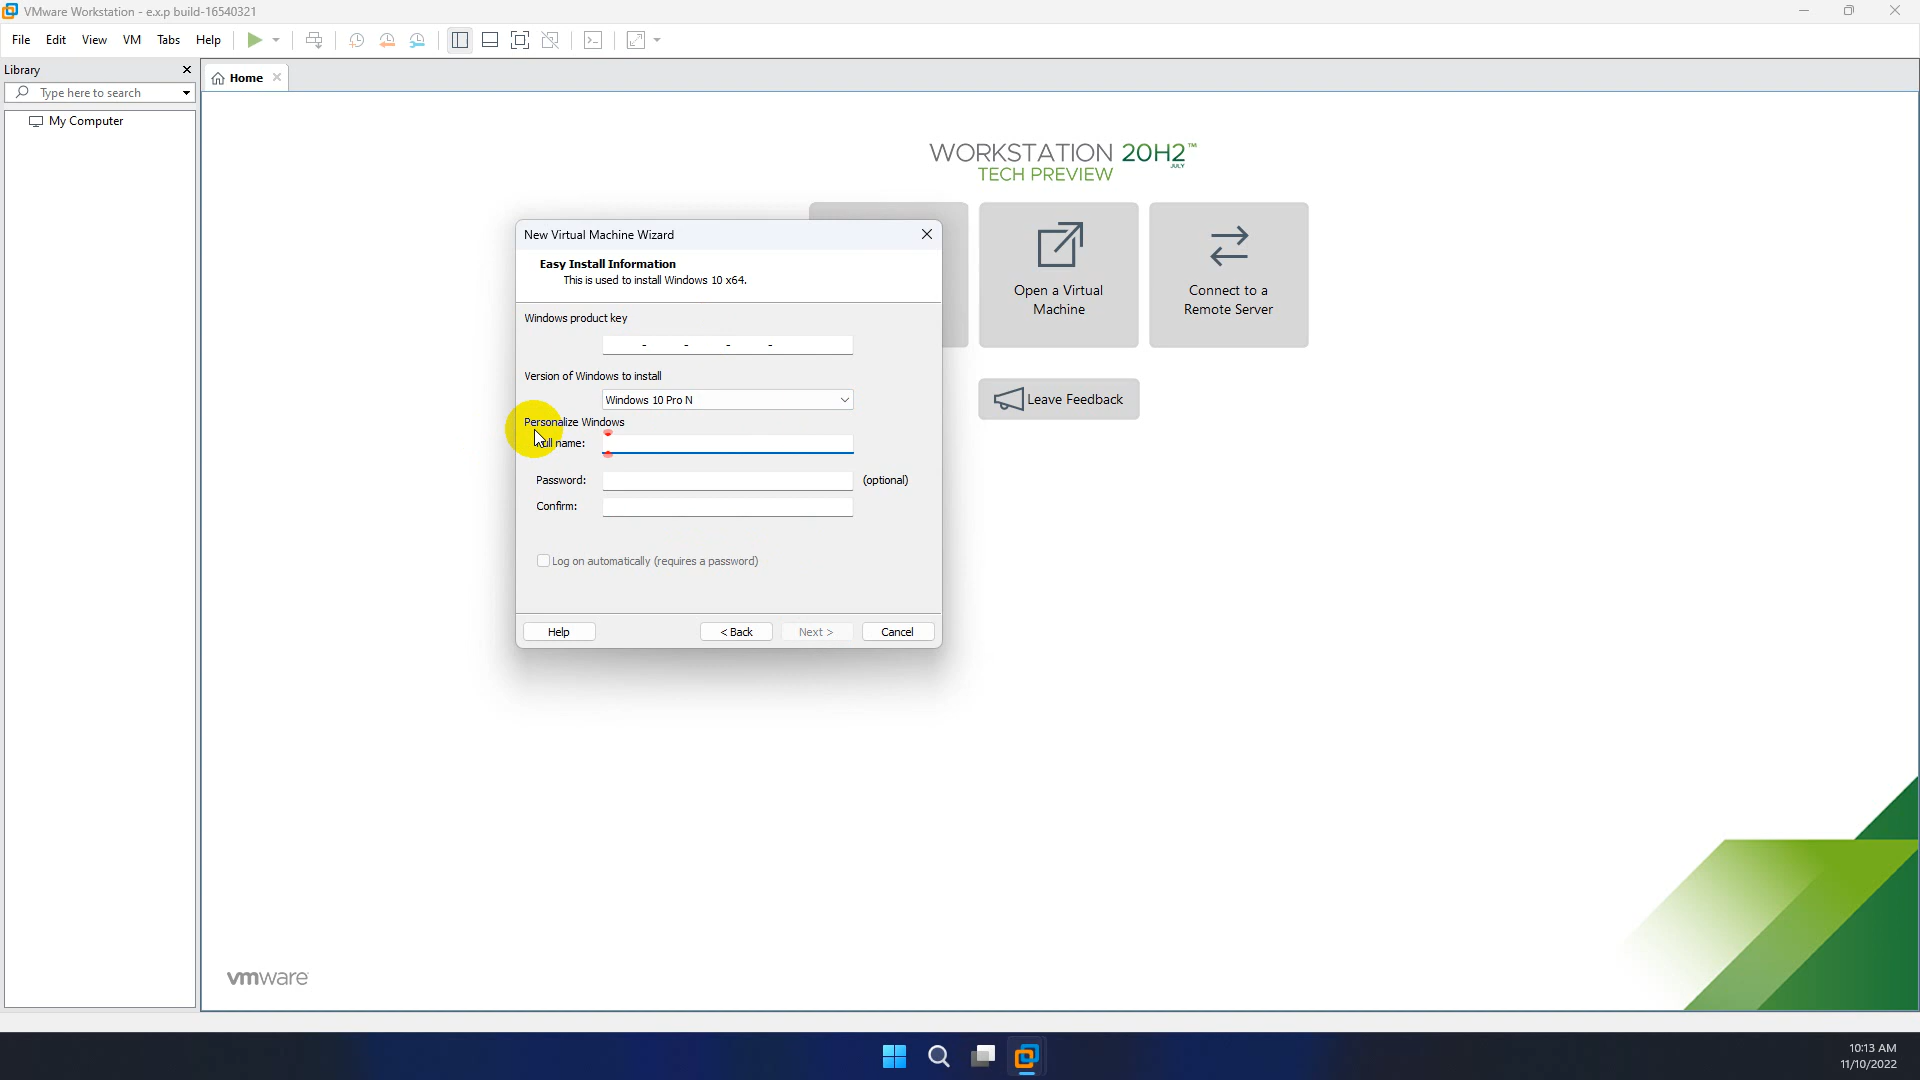 VMware Workstation - e.x.p build-16540321
File Edit View VM Tabs Help
Library
Type here to search
Home
My Computer
WORKSTATION 20H2™
JULY
TECH PREVIEW
Open a Virtual
Machine
Connect to a
Remote Server
Leave Feedback
New Virtual Machine Wizard
Easy Install Information
This is used to install Windows 10 x64.
Windows product key
- - - -
Version of Windows to install
Windows 10 Pro N
Personalize Windows
Full name:
Password:
(optional)
Confirm:
Log on automatically (requires a password)
Help
< Back
Next >
Cancel
vmware
10:13 AM
11/10/2022